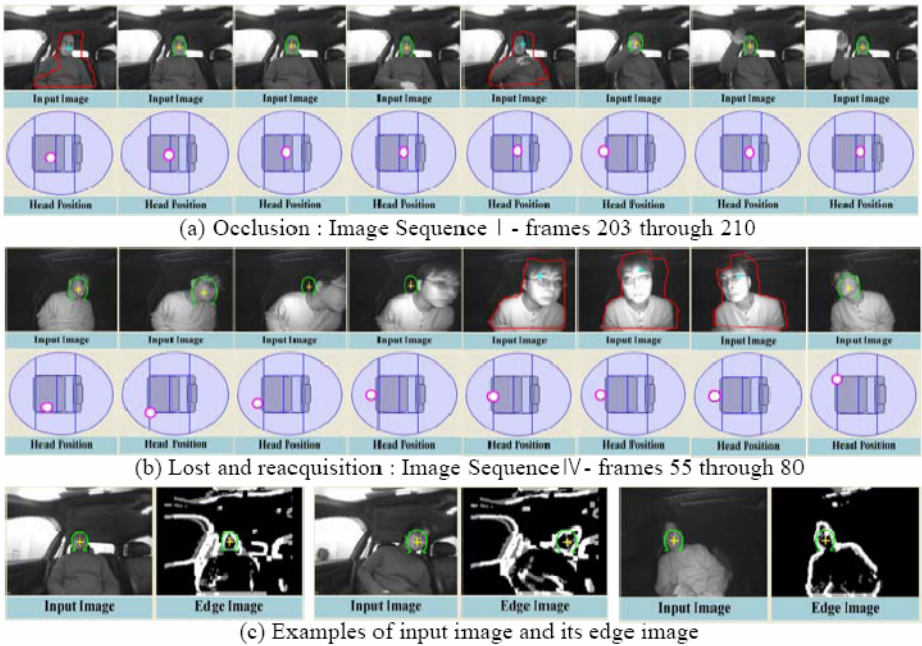 Input Image Input Image Input Image Input Image Input Image Input Image Input Image Input Image
Head Position Head Position Head Position Head Position Head Position Head Position Head Position Head Position
(a) Occlusion : Image Sequence I - frames 203 through 210
Input Image Input Image Input Image Input Image Input Image Input Image Input Image Input Image
Head Position Head Position Head Position Head Position Head Position Head Position Head Position Head Position
(b) Lost and reacquisition : Image Sequence IV - frames 55 through 80
Input Image Edge Image Input Image Edge Image Input Image Edge Image
(c) Examples of input image and its edge image